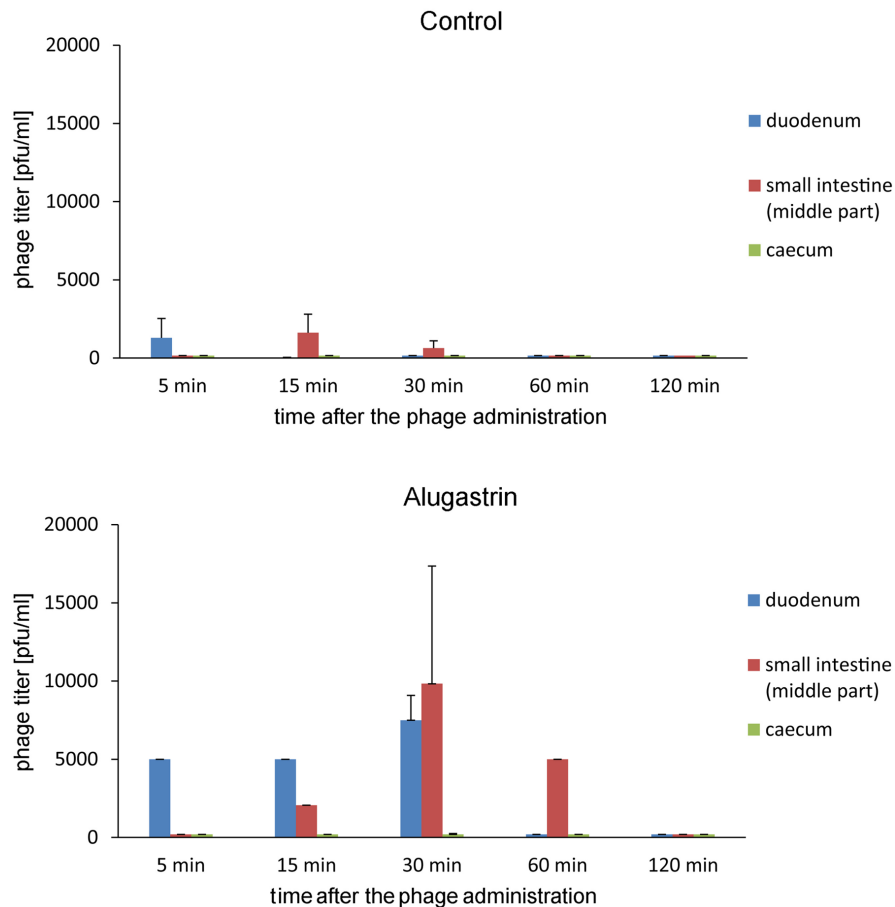 Control
20000
15000
10000
5000
0
phage titer [pfu/ml]
5 min
15 min
30 min
60 min
120 min
time after the phage administration
duodenum
small intestine
(middle part)
caecum
Alugastrin
20000
15000
10000
5000
0
phage titer [pfu/ml]
5 min
15 min
30 min
60 min
120 min
time after the phage administration
duodenum
small intestine
(middle part)
caecum